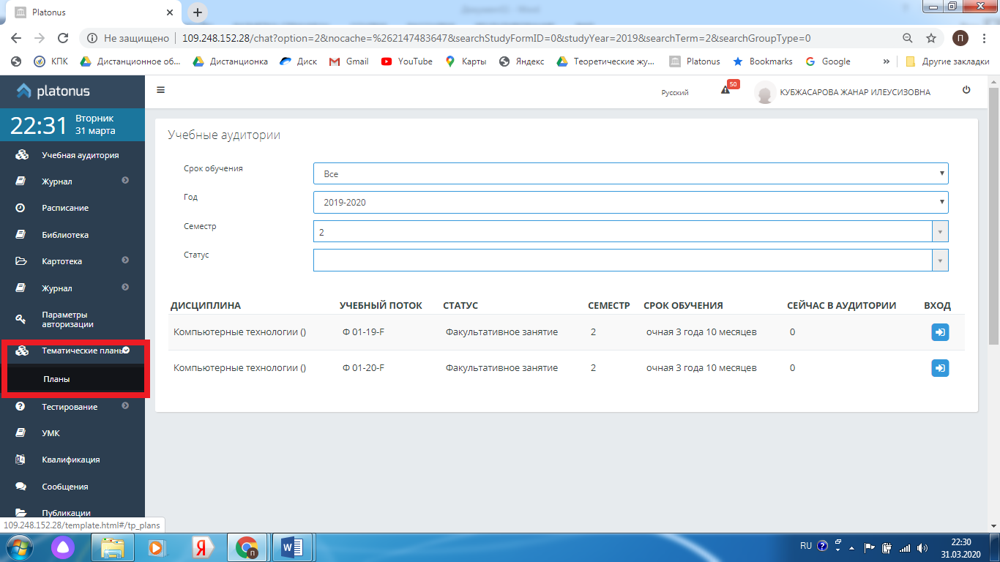 Platonus
Не защищено
109.248.152.28/chat?option=2&nocache=%262147483647&searchStudyFormID=0&studyYear=2019&searchTerm=2&searchGroupType=0
П
КПК
Дистанционное об...
Дистанционка
Диск
Gmail
YouTube
Карты
Яндекс
Теоретические жу...
Platonus
Bookmarks
Google
»
Другие закладки
platonus
Русский
50
КУБЖАСАРОВА ЖАНАР ИЛЕУСИЗОВНА
22:31
Вторник
31 марта
Учебная аудитория
Журнал
Расписание
Библиотека
Картотека
Журнал
Параметры
авторизации
Тематические планы
Планы
Тестирование
УМК
Квалификация
Сообщения
Публикации
109.248.152.28/template.html#/tp_plans
Учебные аудитории
Срок обучения
Все
Год
2019-2020
Семестр
2
Статус
ДИСЦИПЛИНА УЧЕБНЫЙ ПОТОК СТАТУС СЕМЕСТР СРОК ОБУЧЕНИЯ СЕЙЧАС В АУДИТОРИИ ВХОД
Компьютерные технологии () Ф 01-19-F Факультативное занятие 2 очная 3 года 10 месяцев 0
Компьютерные технологии () Ф 01-20-F Факультативное занятие 2 очная 3 года 10 месяцев 0
RU
22:30
31.03.2020